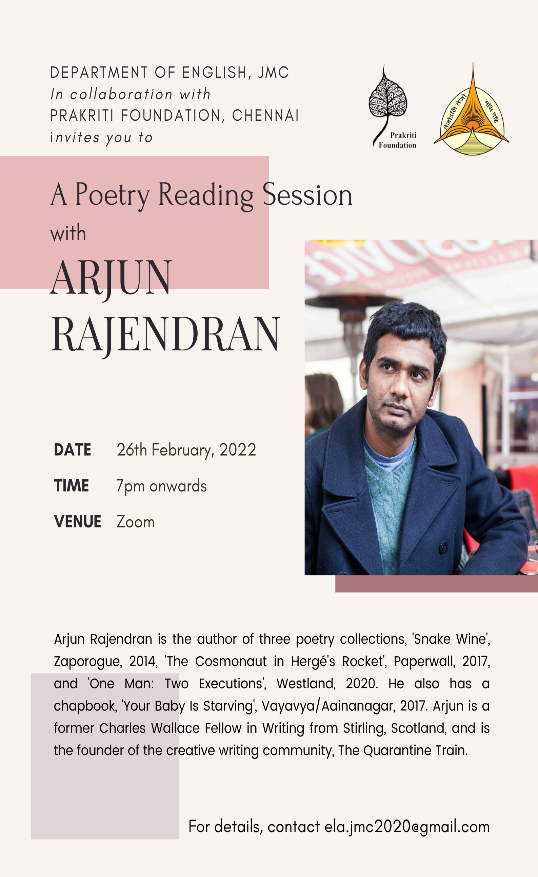 DEPARTMENT OF ENGLISH, JMC
In collaboration with
PRAKRITI FOUNDATION, CHENNAI
invites you to
Prakriti
Foundation
A Poetry Reading Session
with
ARJUN
RAJENDRAN
DATE 26th February, 2022
TIME 7pm onwards
VENUE Zoom
Arjun Rajendran is the author of three poetry collections, 'Snake Wine',
Zaporogue, 2014, 'The Cosmonaut in Hergé's Rocket', Paperwall, 2017,
and 'One Man: Two Executions', Westland, 2020. He also has a
chapbook, 'Your Baby Is Starving', Vayavya/Aainanagar, 2017. Arjun is a
former Charles Wallace Fellow in Writing from Stirling, Scotland, and is
the founder of the creative writing community, The Quarantine Train.
For details, contact ela.jmc2020@gmail.com